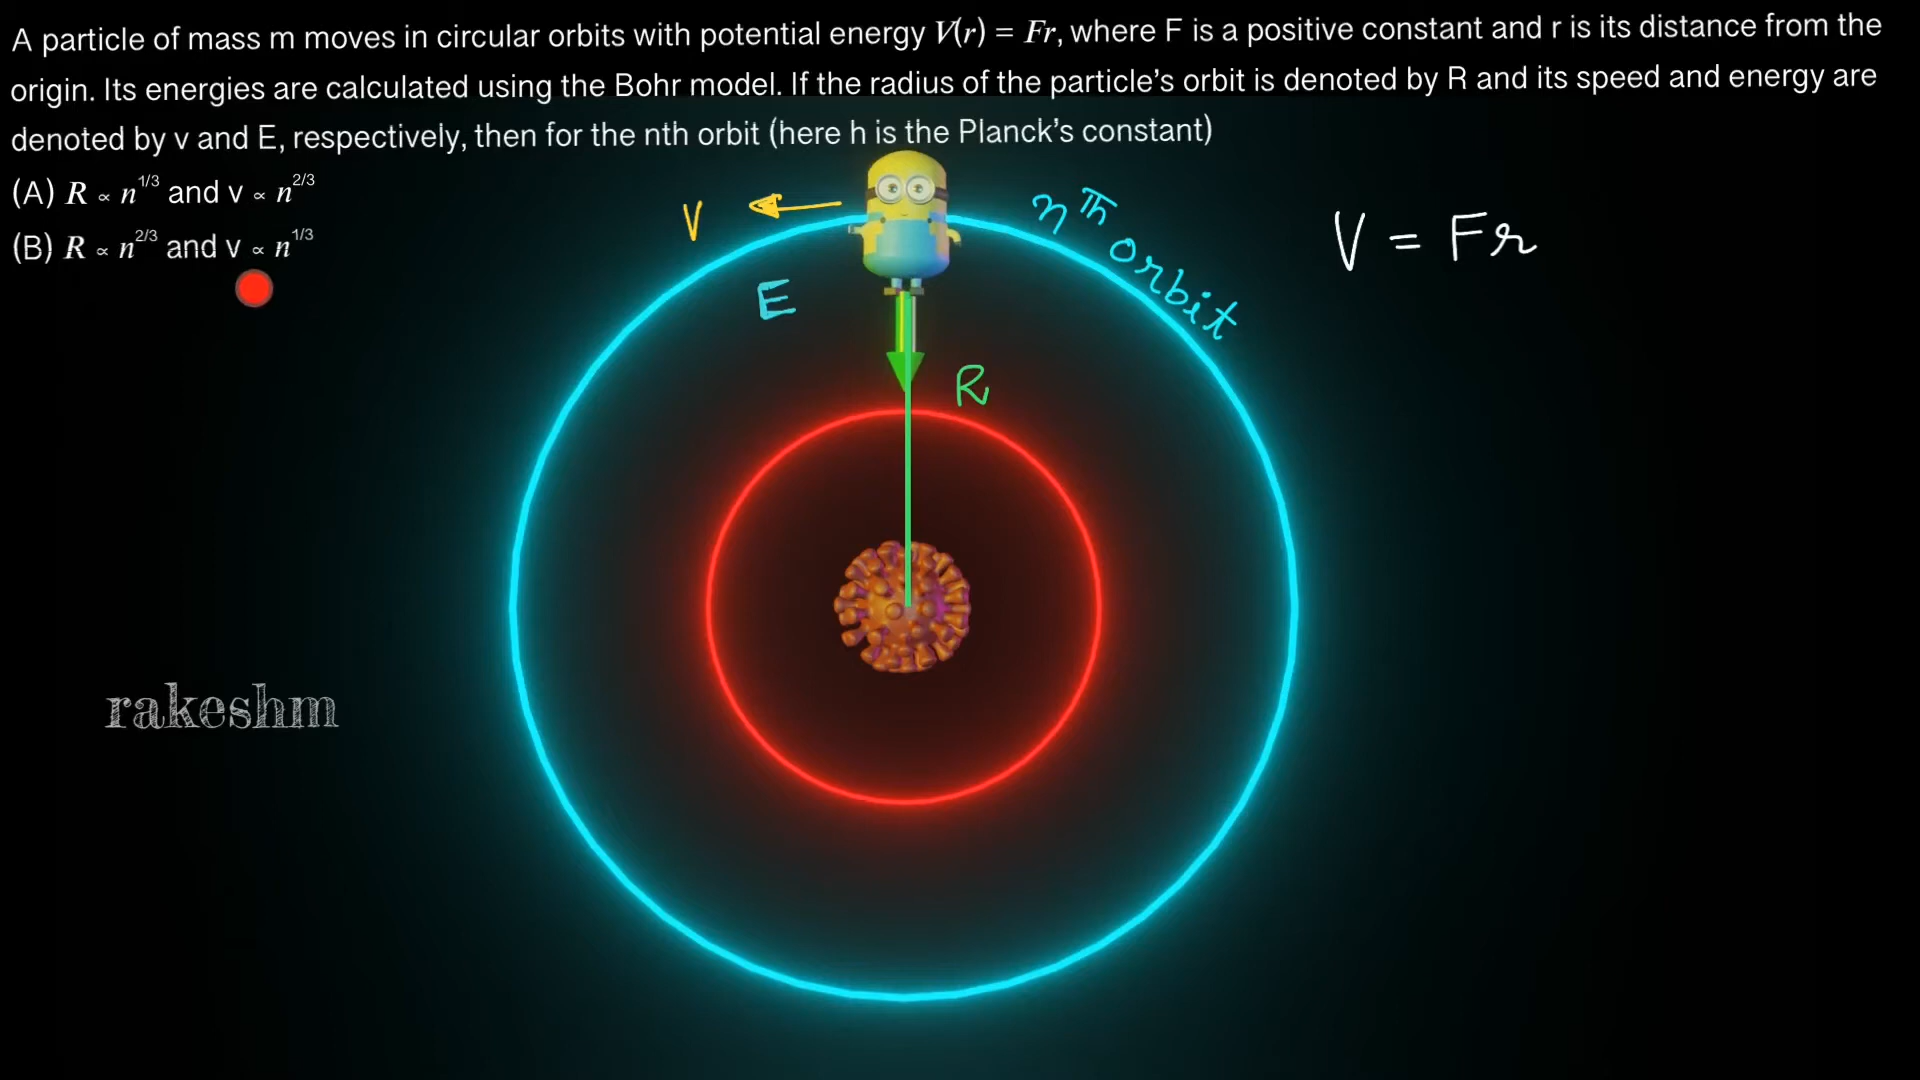 A particle of mass m moves in circular orbits with potential energy V(r) = Fr, where F is a positive constant and r is its distance from the
origin. Its energies are calculated using the Bohr model. If the radius of the particle's orbit is denoted by R and its speed and energy are
denoted by v and E, respectively, then for the nth orbit (here h is the Planck's constant)
(A) R ∝ n^1/3 and v ∝ n^2/3
(B) R ∝ n^2/3 and v ∝ n^1/3
V
nth orbit
V = Fr
E
R
rakeshm